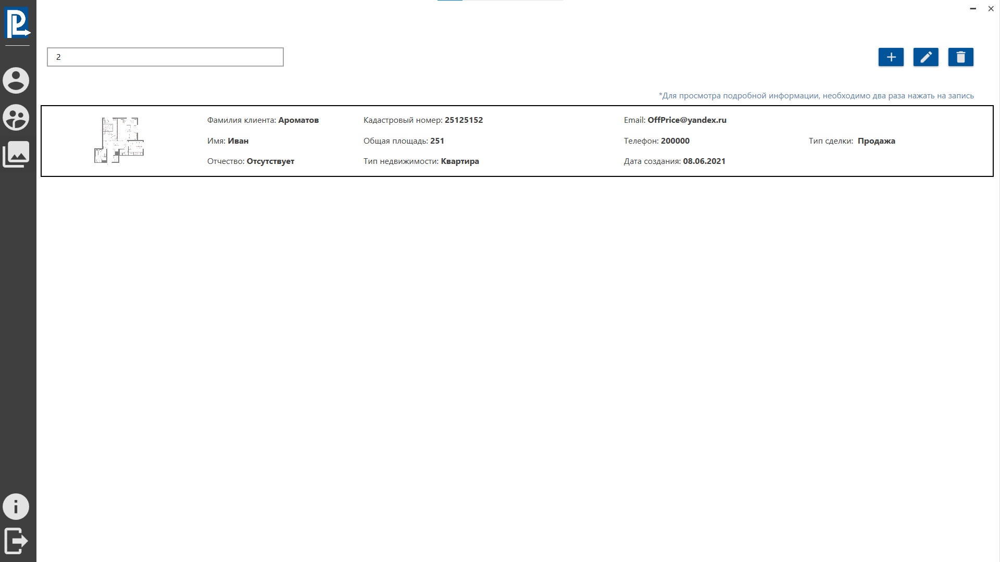 2
*Для просмотра подробной информации, необходимо два раза нажать на запись
Фамилия клиента: Ароматов
Имя: Иван
Отчество: Отсутствует
Кадастровый номер: 25125152
Общая площадь: 251
Тип недвижимости: Квартира
Email: OffPrice@yandex.ru
Телефон: 200000
Дата создания: 08.06.2021
Тип сделки: Продажа